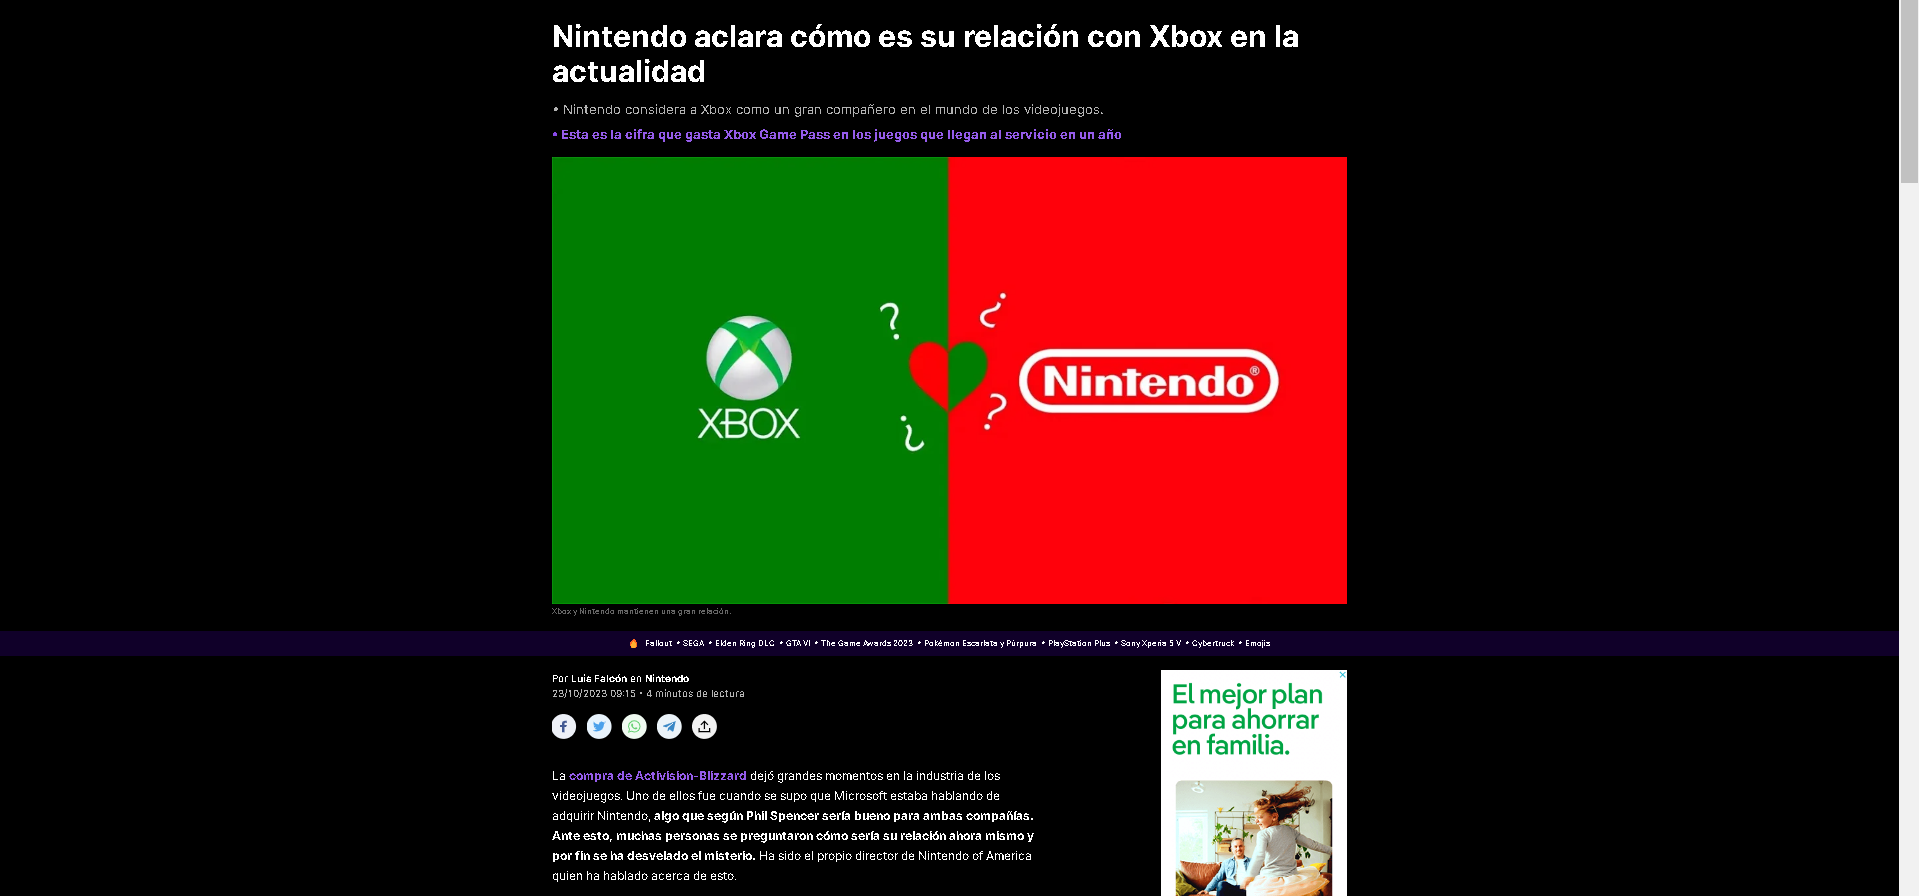 Nintendo aclara cómo es su relación con Xbox en la
actualidad
• Nintendo considera a Xbox como un gran compañero en el mundo de los videojuegos.
• Esta es la cifra que gasta Xbox Game Pass en los juegos que llegan al servicio en un año
? ¿
XBOX
Nintendo®
¿ ?
Xbox y Nintendo mantienen una gran relación.
Fallout • SEGA • Elden Ring DLC • GTA VI • The Game Awards 2023 • Pokémon Escarlata y Púrpura • PlayStation Plus • Sony Xperia 5 V • Cybertruck • Emojis
Por Luis Falcón en Nintendo
23/10/2023 09:15 • 4 minutos de lectura
La compra de Activision-Blizzard dejó grandes momentos en la industria de los
videojuegos. Uno de ellos fue cuando se supo que Microsoft estaba hablando de
adquirir Nintendo, algo que según Phil Spencer sería bueno para ambas compañías.
Ante esto, muchas personas se preguntaron cómo sería su relación ahora mismo y
por fin se ha desvelado el misterio. Ha sido el propio director de Nintendo of America
quien ha hablado acerca de esto.
El mejor plan
para ahorrar
en familia.